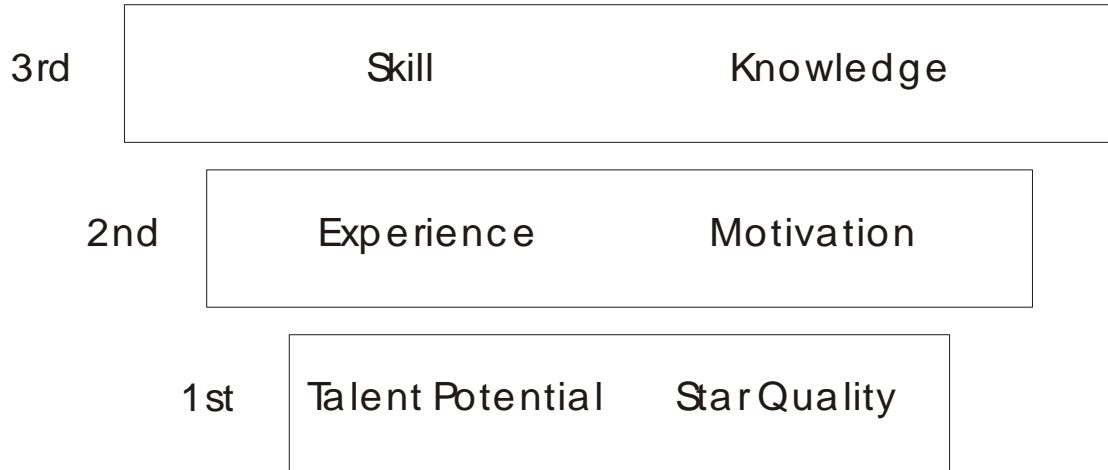 3rd Skill Knowledge
2nd Experience Motivation
1st Talent Potential Star Quality